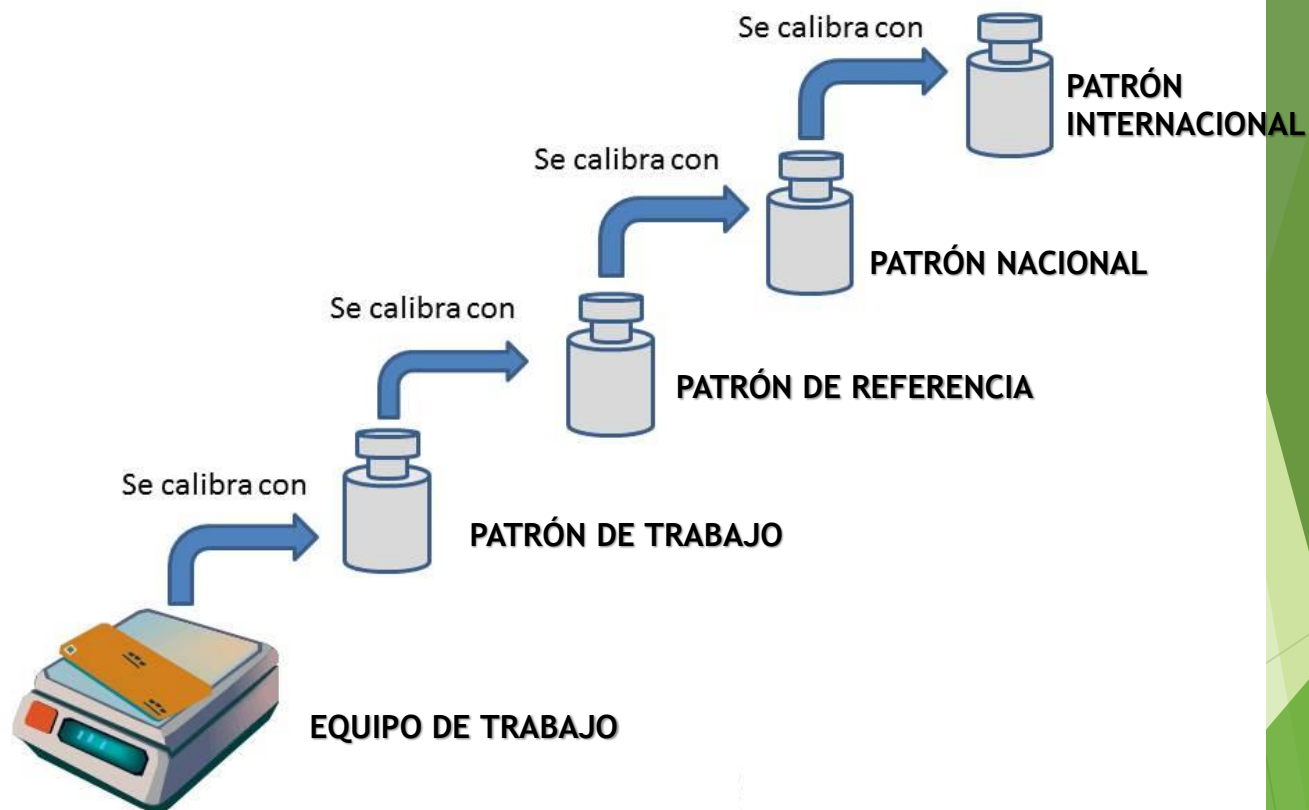 Se calibra con
PATRÓN
INTERNACIONAL
Se calibra con
PATRÓN NACIONAL
Se calibra con
PATRÓN DE REFERENCIA
Se calibra con
PATRÓN DE TRABAJO
EQUIPO DE TRABAJO